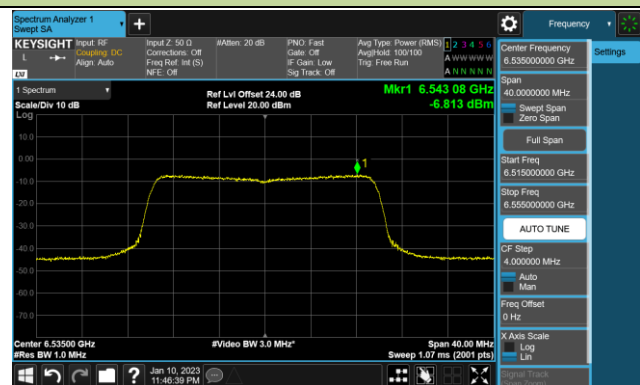 Spectrum Analyzer 1
Swept SA
+
Frequency
KEYSIGHT
L
LXI
Input: RF
Coupling: DC
Align: Auto
Input Z: 50 Ω
Corrections: Off
Freq Ref: Int (S)
NFE: Off
#Atten: 20 dB
PNO: Fast
Gate: Off
IF Gain: Low
Sig Track: Off
Avg Type: Power (RMS)
Avg|Hold: 100/100
Trig: Free Run
1 2 3 4 5 6
A W W W W W
A N N N N N
Settings
1 Spectrum
Scale/Div 10 dB
Log
Ref Lvl Offset 24.00 dB
Ref Level 20.00 dBm
Mkr1 6.543 08 GHz
-6.813 dBm
10.0
0.00
-10.0
-20.0
-30.0
-40.0
-50.0
-60.0
-70.0
1
Center 6.53500 GHz
#Res BW 1.0 MHz
#Video BW 3.0 MHz*
Span 40.00 MHz
Sweep 1.07 ms (2001 pts)
Center Frequency
6.535000000 GHz
Span
40.0000000 MHz
Swept Span
Zero Span
Full Span
Start Freq
6.515000000 GHz
Stop Freq
6.555000000 GHz
AUTO TUNE
CF Step
4.000000 MHz
Auto
Man
Freq Offset
0 Hz
X Axis Scale
Log
Lin
Signal Track
?
Jan 10, 2023
11:46:39 PM